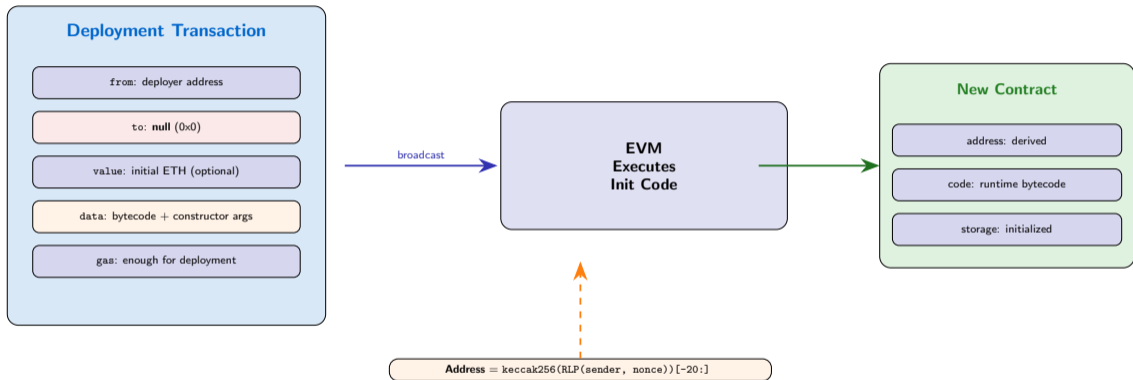 Deployment Transaction
from: deployer address
to: null (0x0)
value: initial ETH (optional)
data: bytecode + constructor args
gas: enough for deployment
broadcast
EVM
Executes
Init Code
New Contract
address: derived
code: runtime bytecode
storage: initialized
Address = keccak256(RLP(sender, nonce))[-20:]